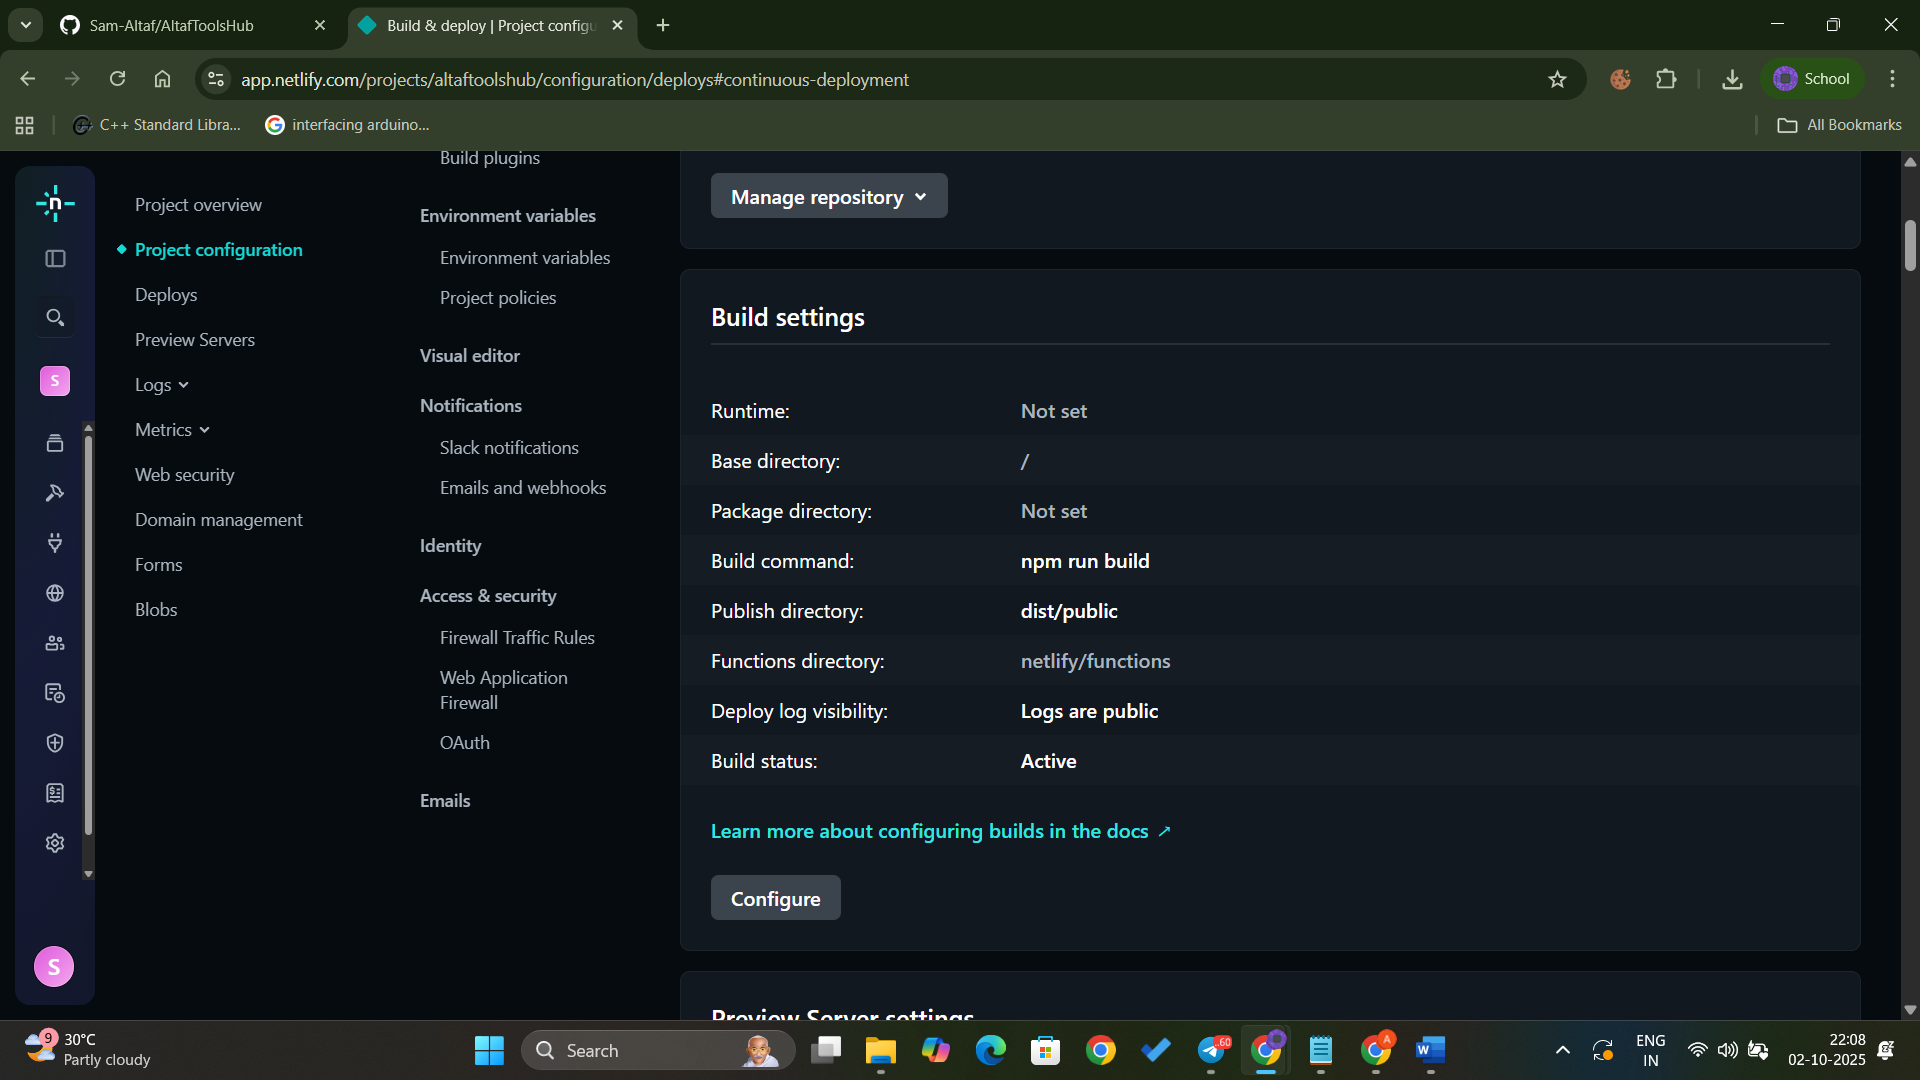 Sam-Altaf/AltafToolsHub
Build & deploy | Project configu
app.netlify.com/projects/altaftoolshub/configuration/deploys#continuous-deployment
School
C++ Standard Libra...
interfacing arduino...
All Bookmarks
n
S
S
Project overview
Project configuration
Deploys
Preview Servers
Logs
Metrics
Web security
Domain management
Forms
Blobs
Build plugins
Environment variables
Environment variables
Project policies
Visual editor
Notifications
Slack notifications
Emails and webhooks
Identity
Access & security
Firewall Traffic Rules
Web Application
Firewall
OAuth
Emails
Manage repository
Build settings
Runtime: Not set
Base directory: /
Package directory: Not set
Build command: npm run build
Publish directory: dist/public
Functions directory: netlify/functions
Deploy log visibility: Logs are public
Build status: Active
Learn more about configuring builds in the docs ↗
Configure
Preview Server settings
9
30°C
Partly cloudy
Search
.60
A
W
ENG
IN
22:08
02-10-2025